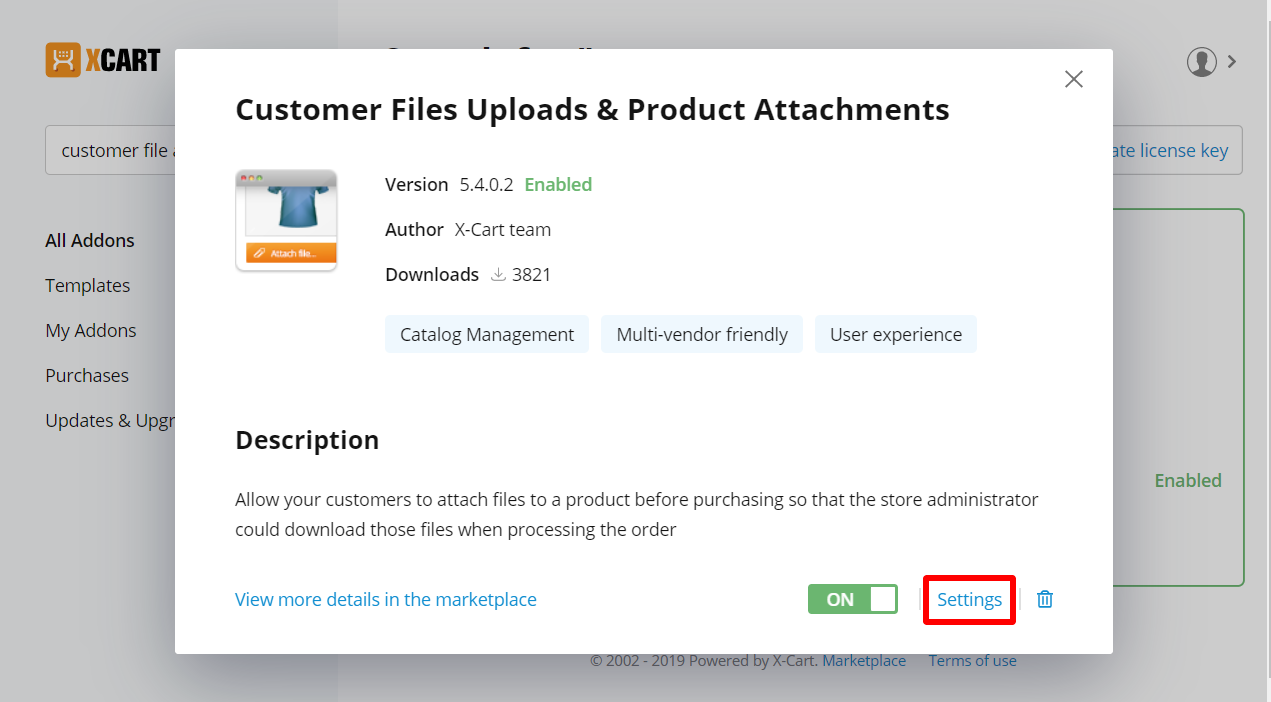 XCART
Customer Files Uploads & Product Attachments
customer file
ate license key
Version 5.4.0.2 Enabled
Author X-Cart team
Downloads 3821
Attach file...
Catalog Management Multi-vendor friendly User experience
All Addons
Templates
My Addons
Purchases
Updates & Upgr
Description
Allow your customers to attach files to a product before purchasing so that the store administrator
could download those files when processing the order
Enabled
View more details in the marketplace ON Settings
© 2002 - 2019 Powered by X-Cart. Marketplace Terms of use